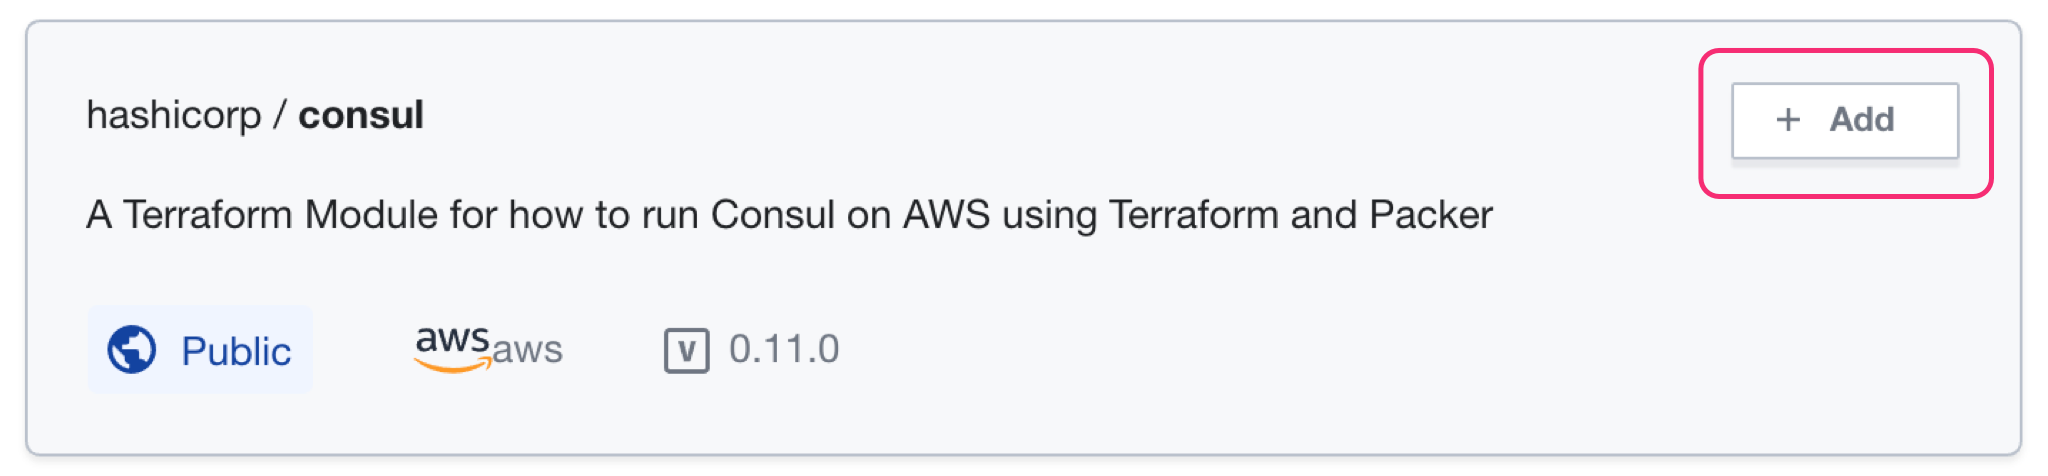 hashicorp / consul
+ Add
A Terraform Module for how to run Consul on AWS using Terraform and Packer
Public
aws aws
V 0.11.0